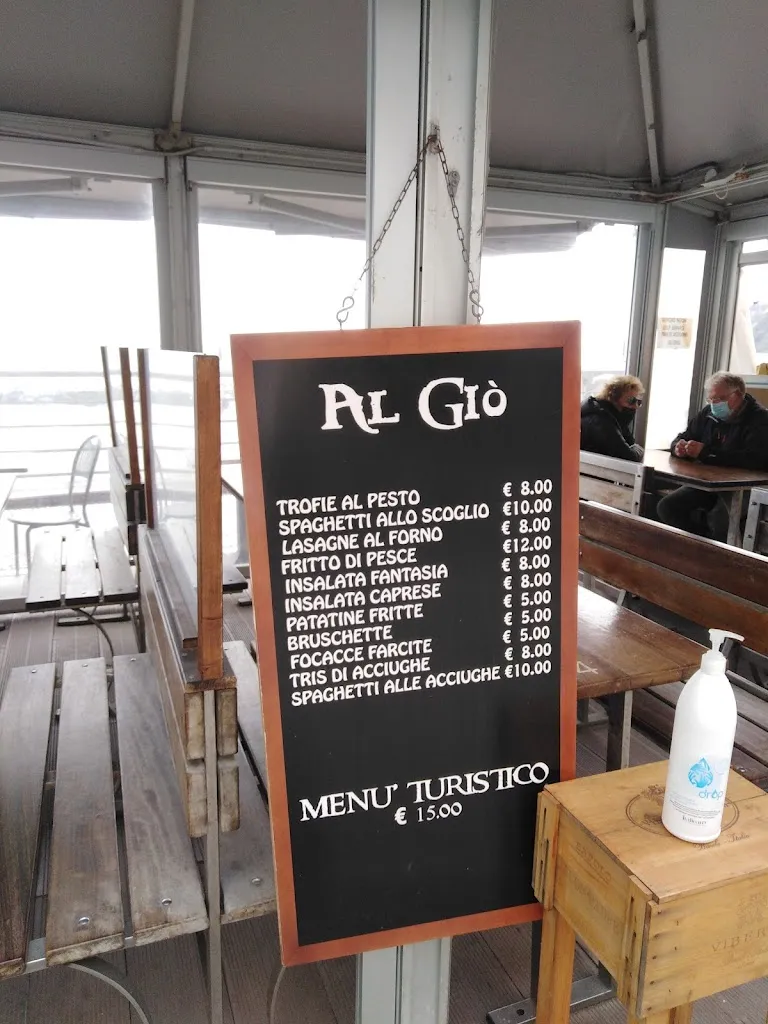 AL GIÒ
TROFIE AL PESTO € 8.00
SPAGHETTI ALLO SCOGLIO €10.00
LASAGNE AL FORNO € 8.00
FRITTO DI PESCE €12.00
INSALATA FANTASIA € 8.00
INSALATA CAPRESE € 8.00
PATATINE FRITTE € 5.00
BRUSCHETTE € 5.00
FOCACCE FARCITE € 5.00
TRIS DI ACCIUGHE € 8.00
SPAGHETTI ALLE ACCIUGHE €10.00
MENU' TURISTICO
€ 15.00
drop